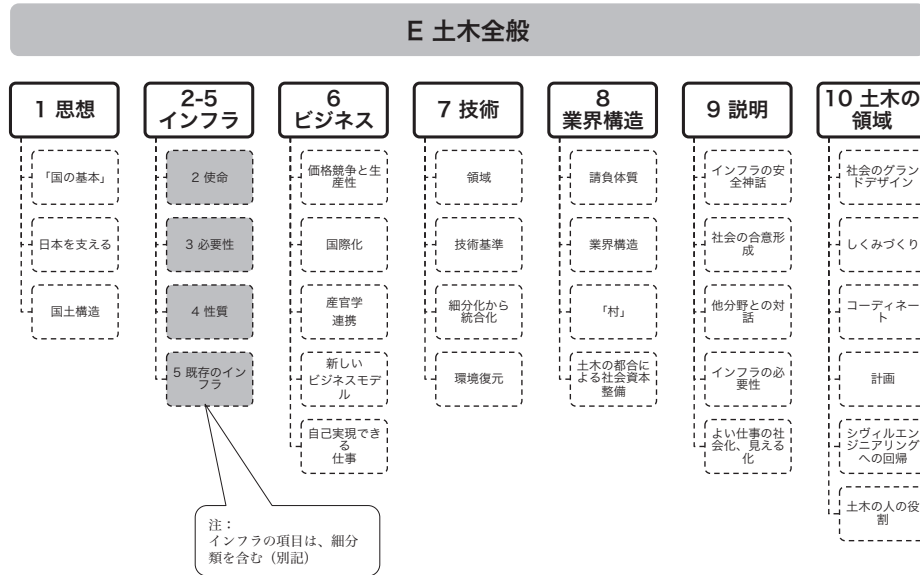 E 土木全般
1 思想
「国の基本」
日本を支える
国土構造
2-5
インフラ
2 使命
3 必要性
4 性質
5 既存のイン
フラ
6
ビジネス
価格競争と生
産性
国際化
産官学
連携
新しい
ビジネスモデ
ル
自己実現でき
る
仕事
7 技術
領域
技術基準
細分化から
統合化
環境復元
8
業界構造
請負体質
業界構造
「村」
土木の都合に
よる社会資本
整備
9 説明
インフラの安
全神話
社会の合意形
成
他分野との対
話
インフラの必
要性
よい仕事の社
会化、見える
化
10 土木の
領域
社会のグラン
ドデザイン
しくみづくり
コーディネー
ト
計画
シヴィルエン
ジニアリング
への回帰
土木の人の役
割
注：
インフラの項目は、細分
類を含む（別記）